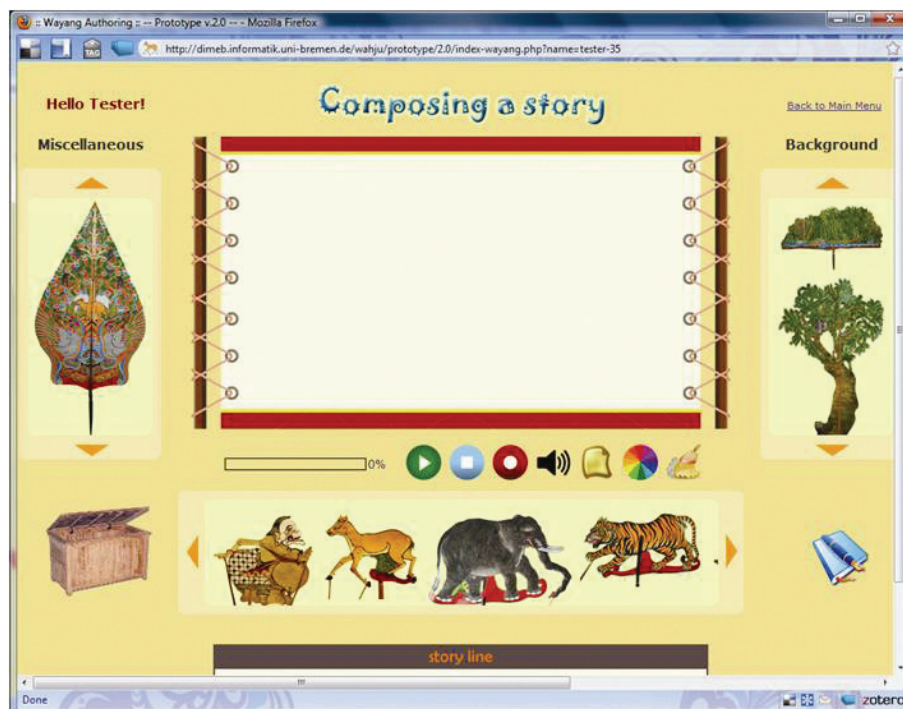 :: Wayang Authoring :: -- Prototype v.2.0 -- - Mozilla Firefox
TAG
http://dimeb.informatik.uni-bremen.de/wahju/prototype/2.0/index-wayang.php?name=tester-35
Hello Tester!
Composing a story
Back to Main Menu
Miscellaneous
Background
0%
story line
Done
zotero